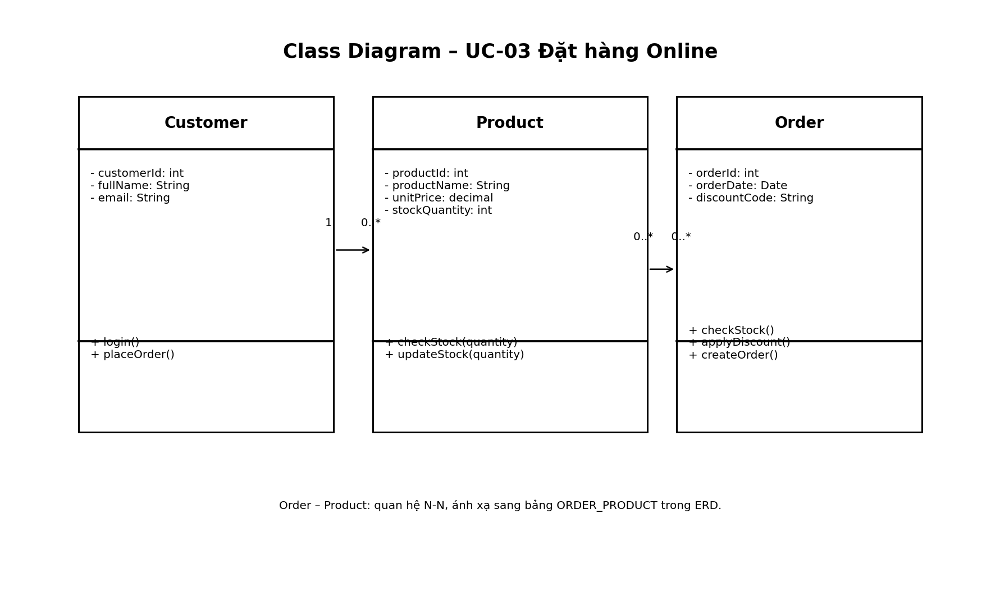 Class Diagram – UC-03 Đặt hàng Online
Customer
- customerId: int
- fullName: String
- email: String
+ login()
+ placeOrder()
1
0..*
Product
- productId: int
- productName: String
- unitPrice: decimal
- stockQuantity: int
+ checkStock(quantity)
+ updateStock(quantity)
0..*
0..*
Order
- orderId: int
- orderDate: Date
- discountCode: String
+ checkStock()
+ applyDiscount()
+ createOrder()
Order – Product: quan hệ N-N, ánh xạ sang bảng ORDER_PRODUCT trong ERD.